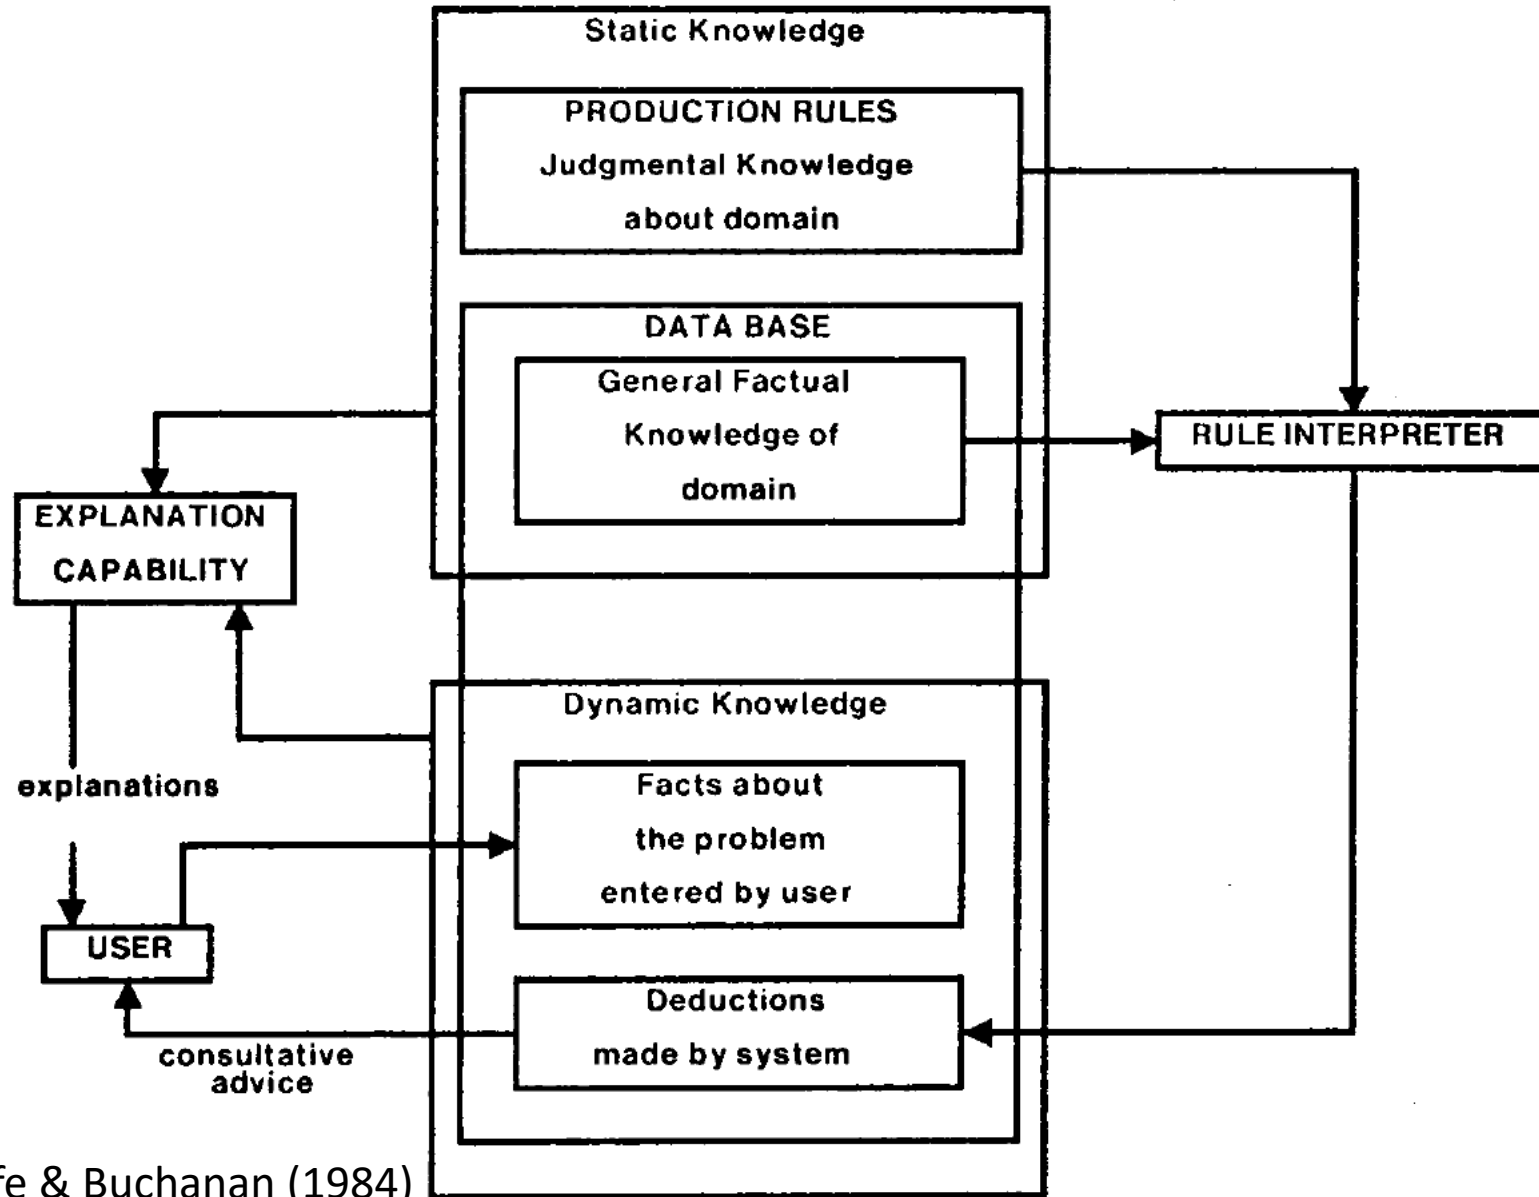 Static Knowledge
PRODUCTION RULES
Judgmental Knowledge
about domain
DATA BASE
General Factual
Knowledge of
domain
RULE INTERPRETER
EXPLANATION
CAPABILITY
Dynamic Knowledge
explanations
Facts about
the problem
entered by user
USER
Deductions
made by system
consultative
advice
& Buchanan (1984)